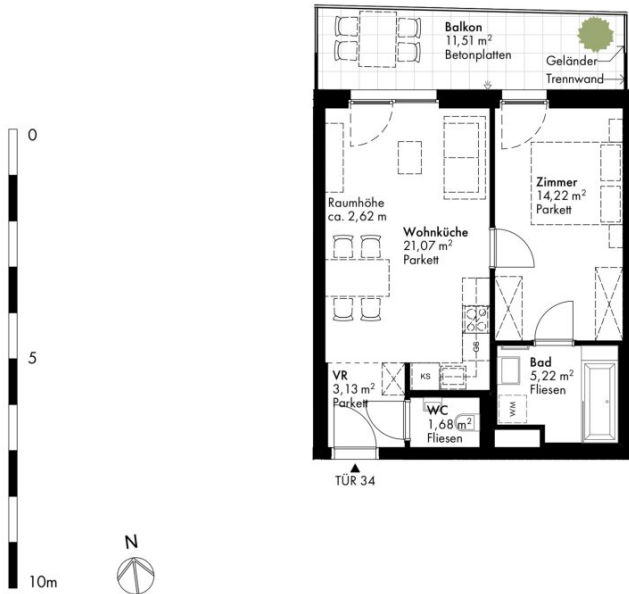 Balkon
11,51 m²
Betonplatten
Geländer
Trennwand
0
Raumhöhe
ca. 2,62 m
Wohnküche
21,07 m²
Parkett
Zimmer
14,22 m²
Parkett
GS
5
VR
3,13 m²
Parkett
KS
WC
1,68 m²
Fliesen
Bad
5,22 m²
Fliesen
WM
TÜR 34
N
10m